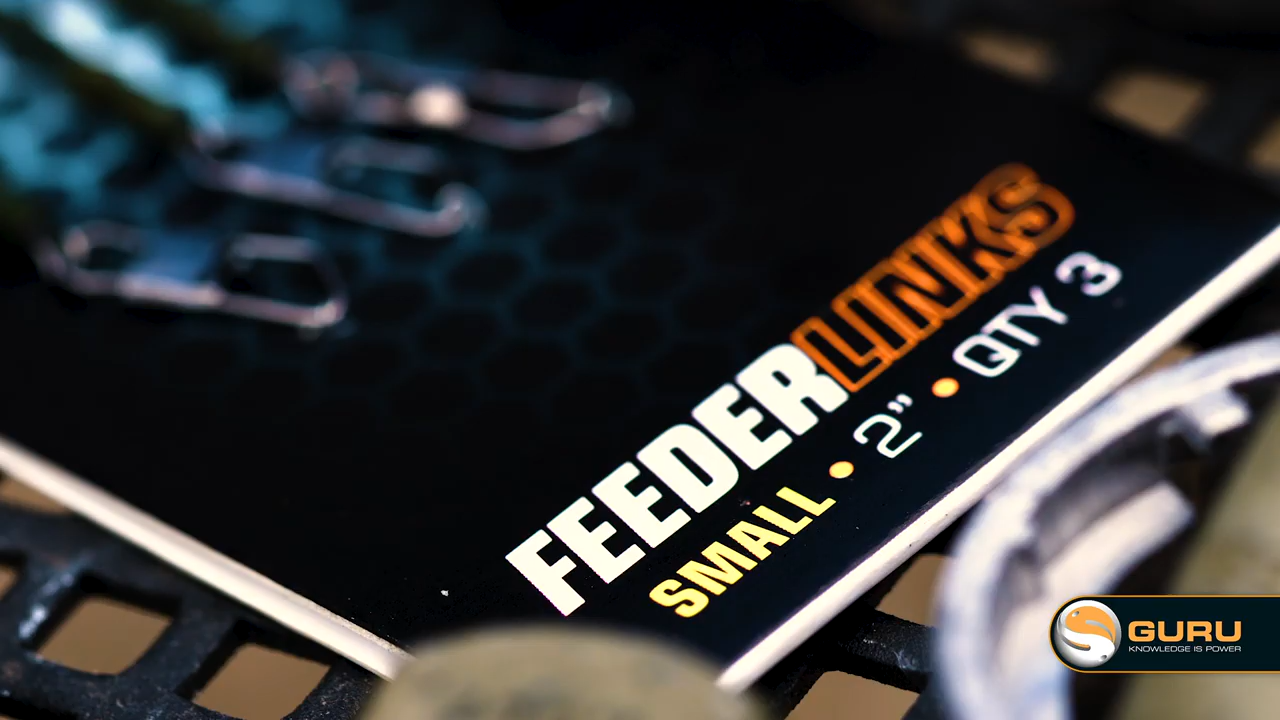 FEEDERLINKS
SMALL • 2” • QTY 3
GURU
KNOWLEDGE IS POWER